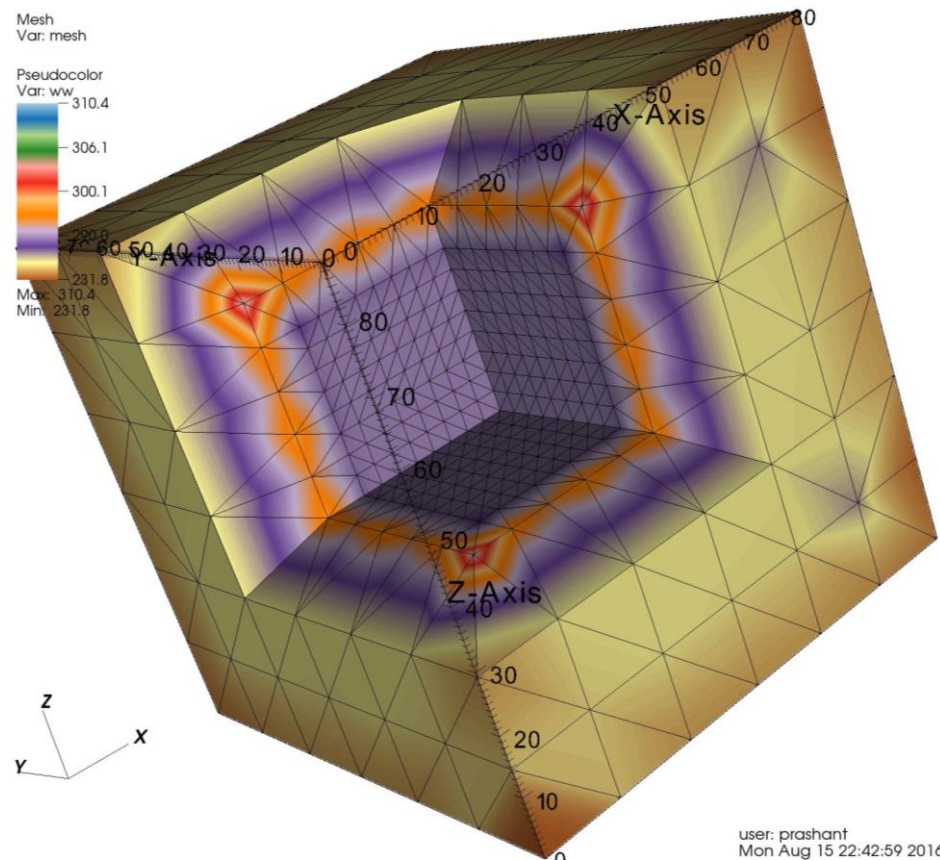 Mesh
Var: mesh
Pseudocolor
Var: ww
310.4
306.1
300.1
290.0
231.8
Max: 310.4
Min: 231.8
80
70
60
50
40
X-Axis
30
20
10
0
60 50 40 30 20 10 0
Y-Axis
80
70
60
50
Z-Axis
40
30
20
10
0
Z
X
Y
user: prashant
Mon Aug 15 22:42:59 2016